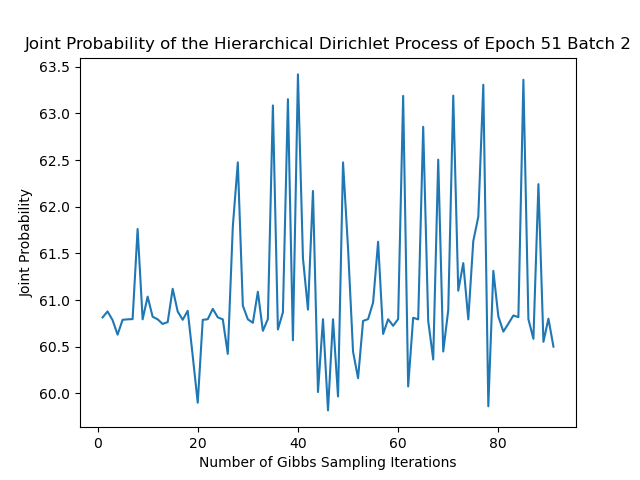 Joint Probability of the Hierarchical Dirichlet Process of Epoch 51 Batch 2
63.5
63.0
62.5
62.0
61.5
61.0
60.5
60.0
Joint Probability
0 20 40 60 80
Number of Gibbs Sampling Iterations